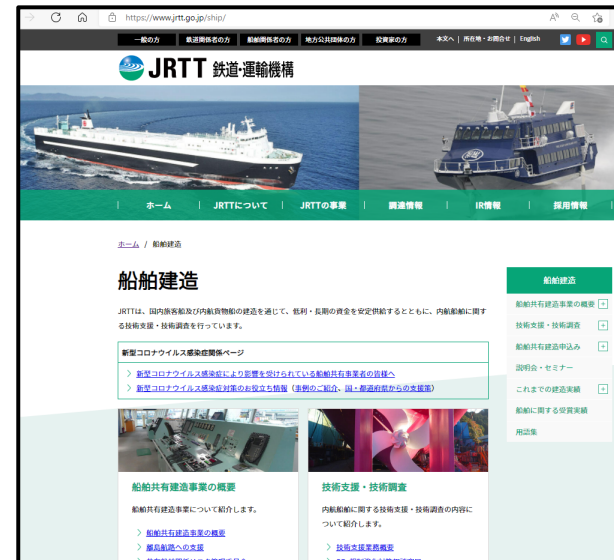 https://www.jrtt.go.jp/ship/
一般の方 鉄道関係者の方 船舶関係者の方 地方公共団体の方 投資家の方 本文へ | 所在地・お問合せ | English
JRTT 鉄道・運輸機構
ホーム | JRTTについて | JRTTの事業 | 調達情報 | IR情報 | 採用情報
ホーム / 船舶建造
船舶建造
JRTTは、国内旅客船及び内航貨物船の建造を通じて、低利・長期の資金を安定供給するとともに、内航船舶に関す
る技術支援・技術調査を行っています。
新型コロナウイルス感染症関係ページ
新型コロナウイルス感染症により影響を受けられている船舶共有事業者の皆様へ
新型コロナウイルス感染症対策のお役立ち情報（事例のご紹介、国・都道府県からの支援策）
船舶共有建造事業の概要
船舶共有建造事業について紹介します。
船舶共有建造事業の概要
離島航路への支援
技術支援・技術調査
内航船舶に関する技術支援・技術調査の内容に
ついて紹介します。
技術支援業務概要
船舶建造
船舶共有建造事業の概要
技術支援・技術調査
船舶共有建造申込み
説明会・セミナー
これまでの建造実績
船舶に関する受賞実績
用語集